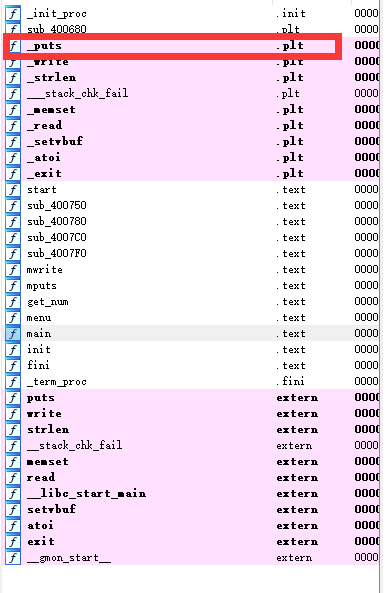 f _init_proc .init 0000
f sub_400680 .plt 0000
f _puts .plt 0000
f _write .plt 0000
f _strlen .plt 0000
f ___stack_chk_fail .plt 0000
f _memset .plt 0000
f _read .plt 0000
f _setvbuf .plt 0000
f _atoi .plt 0000
f _exit .plt 0000
f start .text 0000
f sub_400750 .text 0000
f sub_400780 .text 0000
f sub_4007C0 .text 0000
f sub_4007F0 .text 0000
f mwrite .text 0000
f mputs .text 0000
f get_num .text 0000
f menu .text 0000
f main .text 0000
f init .text 0000
f fini .text 0000
f _term_proc .fini 0000
f puts extern 0000
f write extern 0000
f strlen extern 0000
f __stack_chk_fail extern 0000
f memset extern 0000
f read extern 0000
f __libc_start_main extern 0000
f setvbuf extern 0000
f atoi extern 0000
f exit extern 0000
f __gmon_start__ extern 0000